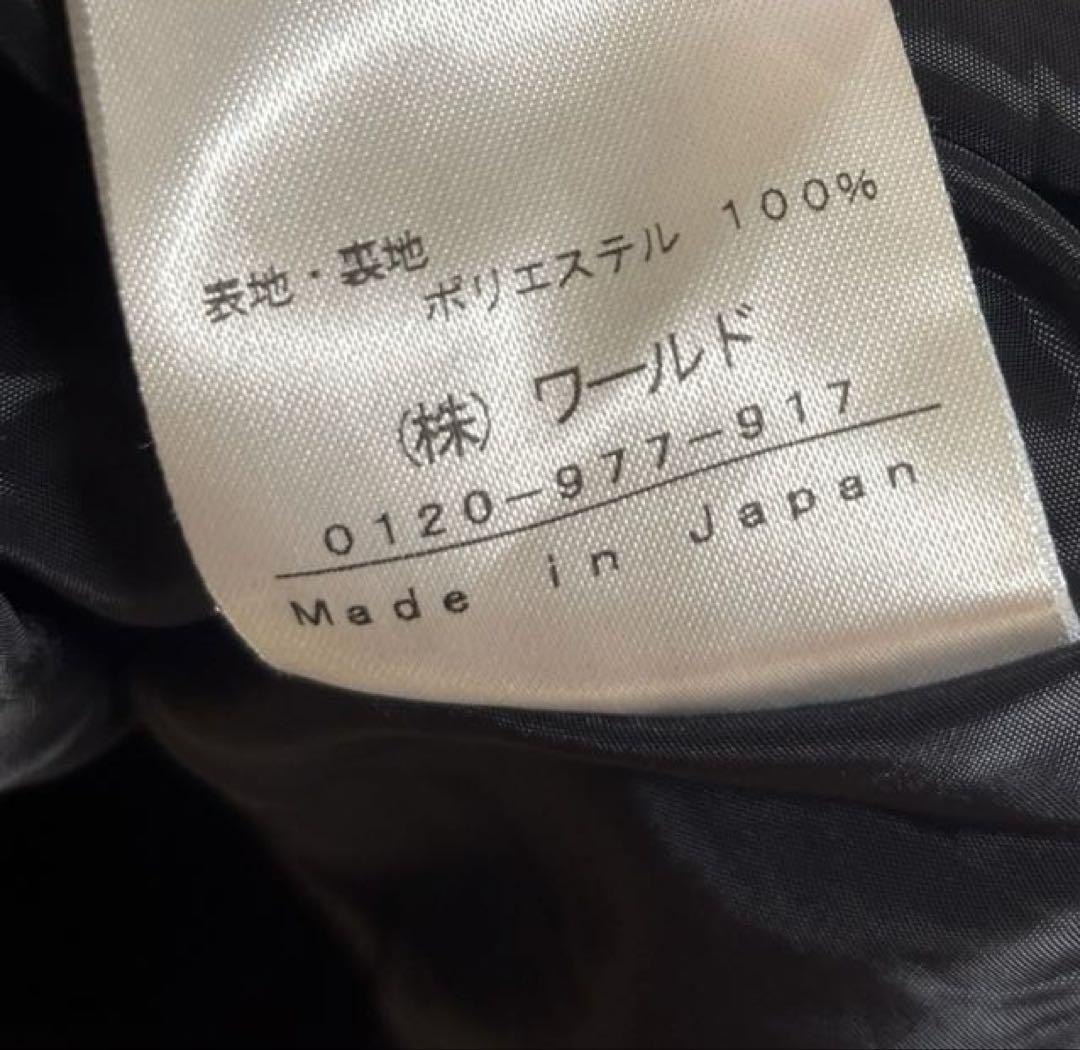 表地・裏地
ポリエステル 100%
(株) ワールド
0120-977-917
Made in Japan